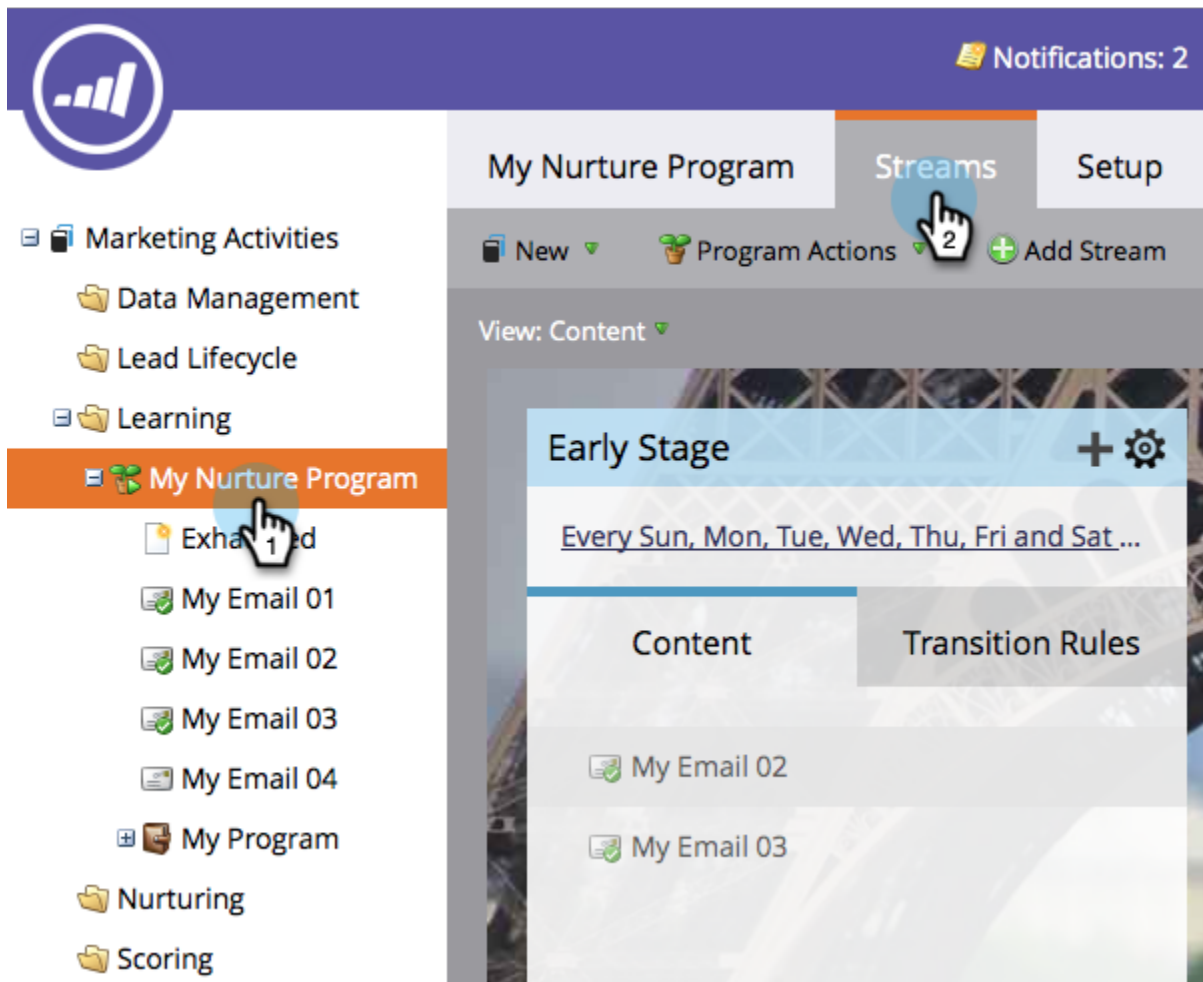 Notifications: 2
My Nurture Program
Streams
Setup
Marketing Activities
Data Management
Lead Lifecycle
Learning
My Nurture Program
1
My Email 01
My Email 02
My Email 03
My Email 04
My Program
Nurturing
Scoring
New
Program Actions
2
Add Stream
View: Content
Early Stage
Every Sun, Mon, Tue, Wed, Thu, Fri and Sat ...
Content
Transition Rules
My Email 02
My Email 03